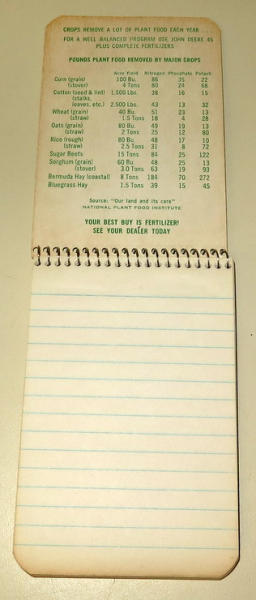 CROPS REMOVE A LOT OF PLANT FOOD EACH YEAR . . .
FOR A WELL BALANCED PROGRAM USE JOHN DEERE 45
PLUS COMPLETE FERTILIZERS
POUNDS PLANT FOOD REMOVED BY MAJOR CROPS
Acre Yield Nitrogen Phosphate Potash
Corn (grain) 100 Bu. 86 35 22
(stover) 4 Tons 80 24 68
Cotton (seed & lint) 1,500 Lbs. 38 16 15
(stalks,
leaves, etc.) 2,500 Lbs. 43 13 32
Wheat (grain) 40 Bu. 51 23 13
(straw) 1.5 Tons 18 4 28
Oats (grain) 80 Bu. 49 19 13
(straw) 2 Tons 25 12 80
Rice (rough) 80 Bu. 48 17 10
(straw) 2.5 Tons 31 8 72
Sugar Beets 15 Tons 84 25 122
Sorghum (grain) 60 Bu. 48 25 13
(stover) 3.0 Tons 63 19 93
Bermuda Hay (coastal) 8 Tons 184 70 272
Bluegrass Hay 1.5 Tons 39 15 45
Source: "Our land and its care"
NATIONAL PLANT FOOD INSTITUTE
YOUR BEST BUY IS FERTILIZER!
SEE YOUR DEALER TODAY